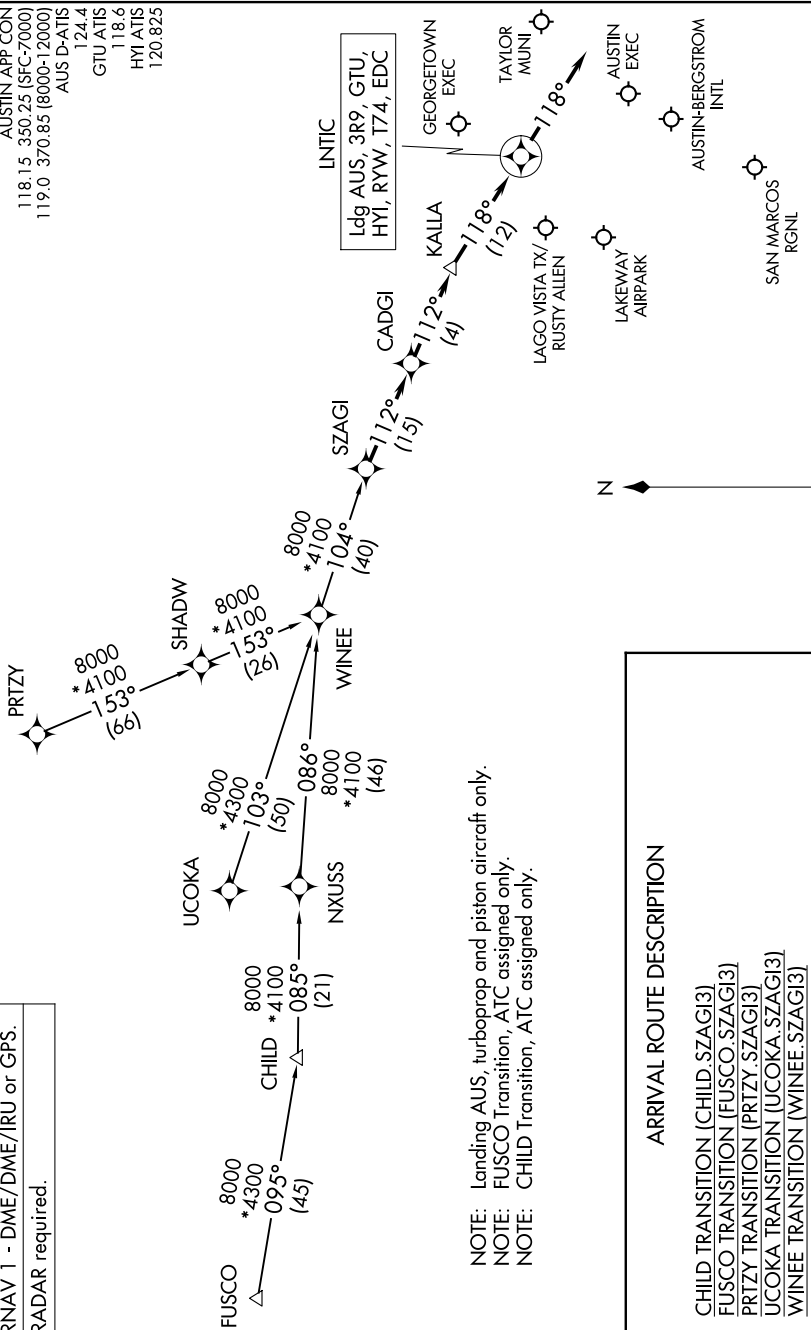 AUSTIN APP CON
118.15 350.25 (SFC-7000)
119.0 370.85 (8000-12000)
AUS D-ATIS
124.4
GTU ATIS
118.6
HYI ATIS
120.825
RNAV 1 - DME/DME/IRU or GPS.
RADAR required.
PRTZY
8000
*4100
153°
(66)
SHADW
8000
*4100
153°
(26)
UCOKA
8000
*4300
103°
(50)
WINEE
8000
*4100
104°
(40)
NXUSS
086°
8000
*4100
(46)
CHILD
8000
*4100
085°
(21)
FUSCO
8000
*4300
095°
(45)
SZAGI
112°
(15)
CADGI
112°
(4)
KALLA
118°
(12)
LNTIC
Ldg AUS, 3R9, GTU,
HYI, RYW, T74, EDC
118°
GEORGETOWN
EXEC
TAYLOR
MUNI
AUSTIN
EXEC
AUSTIN-BERGSTROM
INTL
LAGO VISTA TX/
RUSTY ALLEN
LAKEWAY
AIRPARK
SAN MARCOS
RGNL
N
NOTE: Landing AUS, turboprop and piston aircraft only.
NOTE: FUSCO Transition, ATC assigned only.
NOTE: CHILD Transition, ATC assigned only.
ARRIVAL ROUTE DESCRIPTION
CHILD TRANSITION (CHILD.SZAGI3)
FUSCO TRANSITION (FUSCO.SZAGI3)
PRTZY TRANSITION (PRTZY.SZAGI3)
UCOKA TRANSITION (UCOKA.SZAGI3)
WINEE TRANSITION (WINEE.SZAGI3)